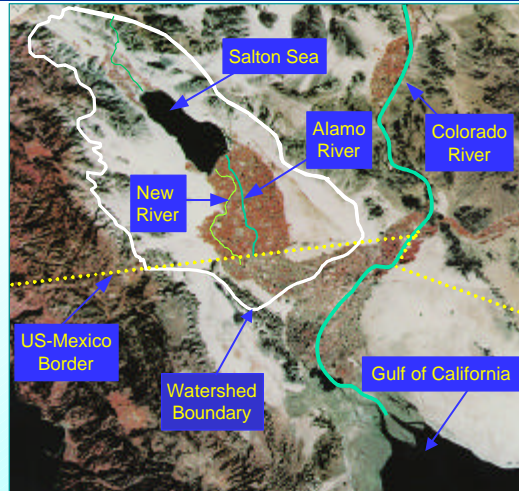 Salton Sea
Alamo
River
Colorado
River
New
River
US-Mexico
Border
Watershed
Boundary
Gulf of California